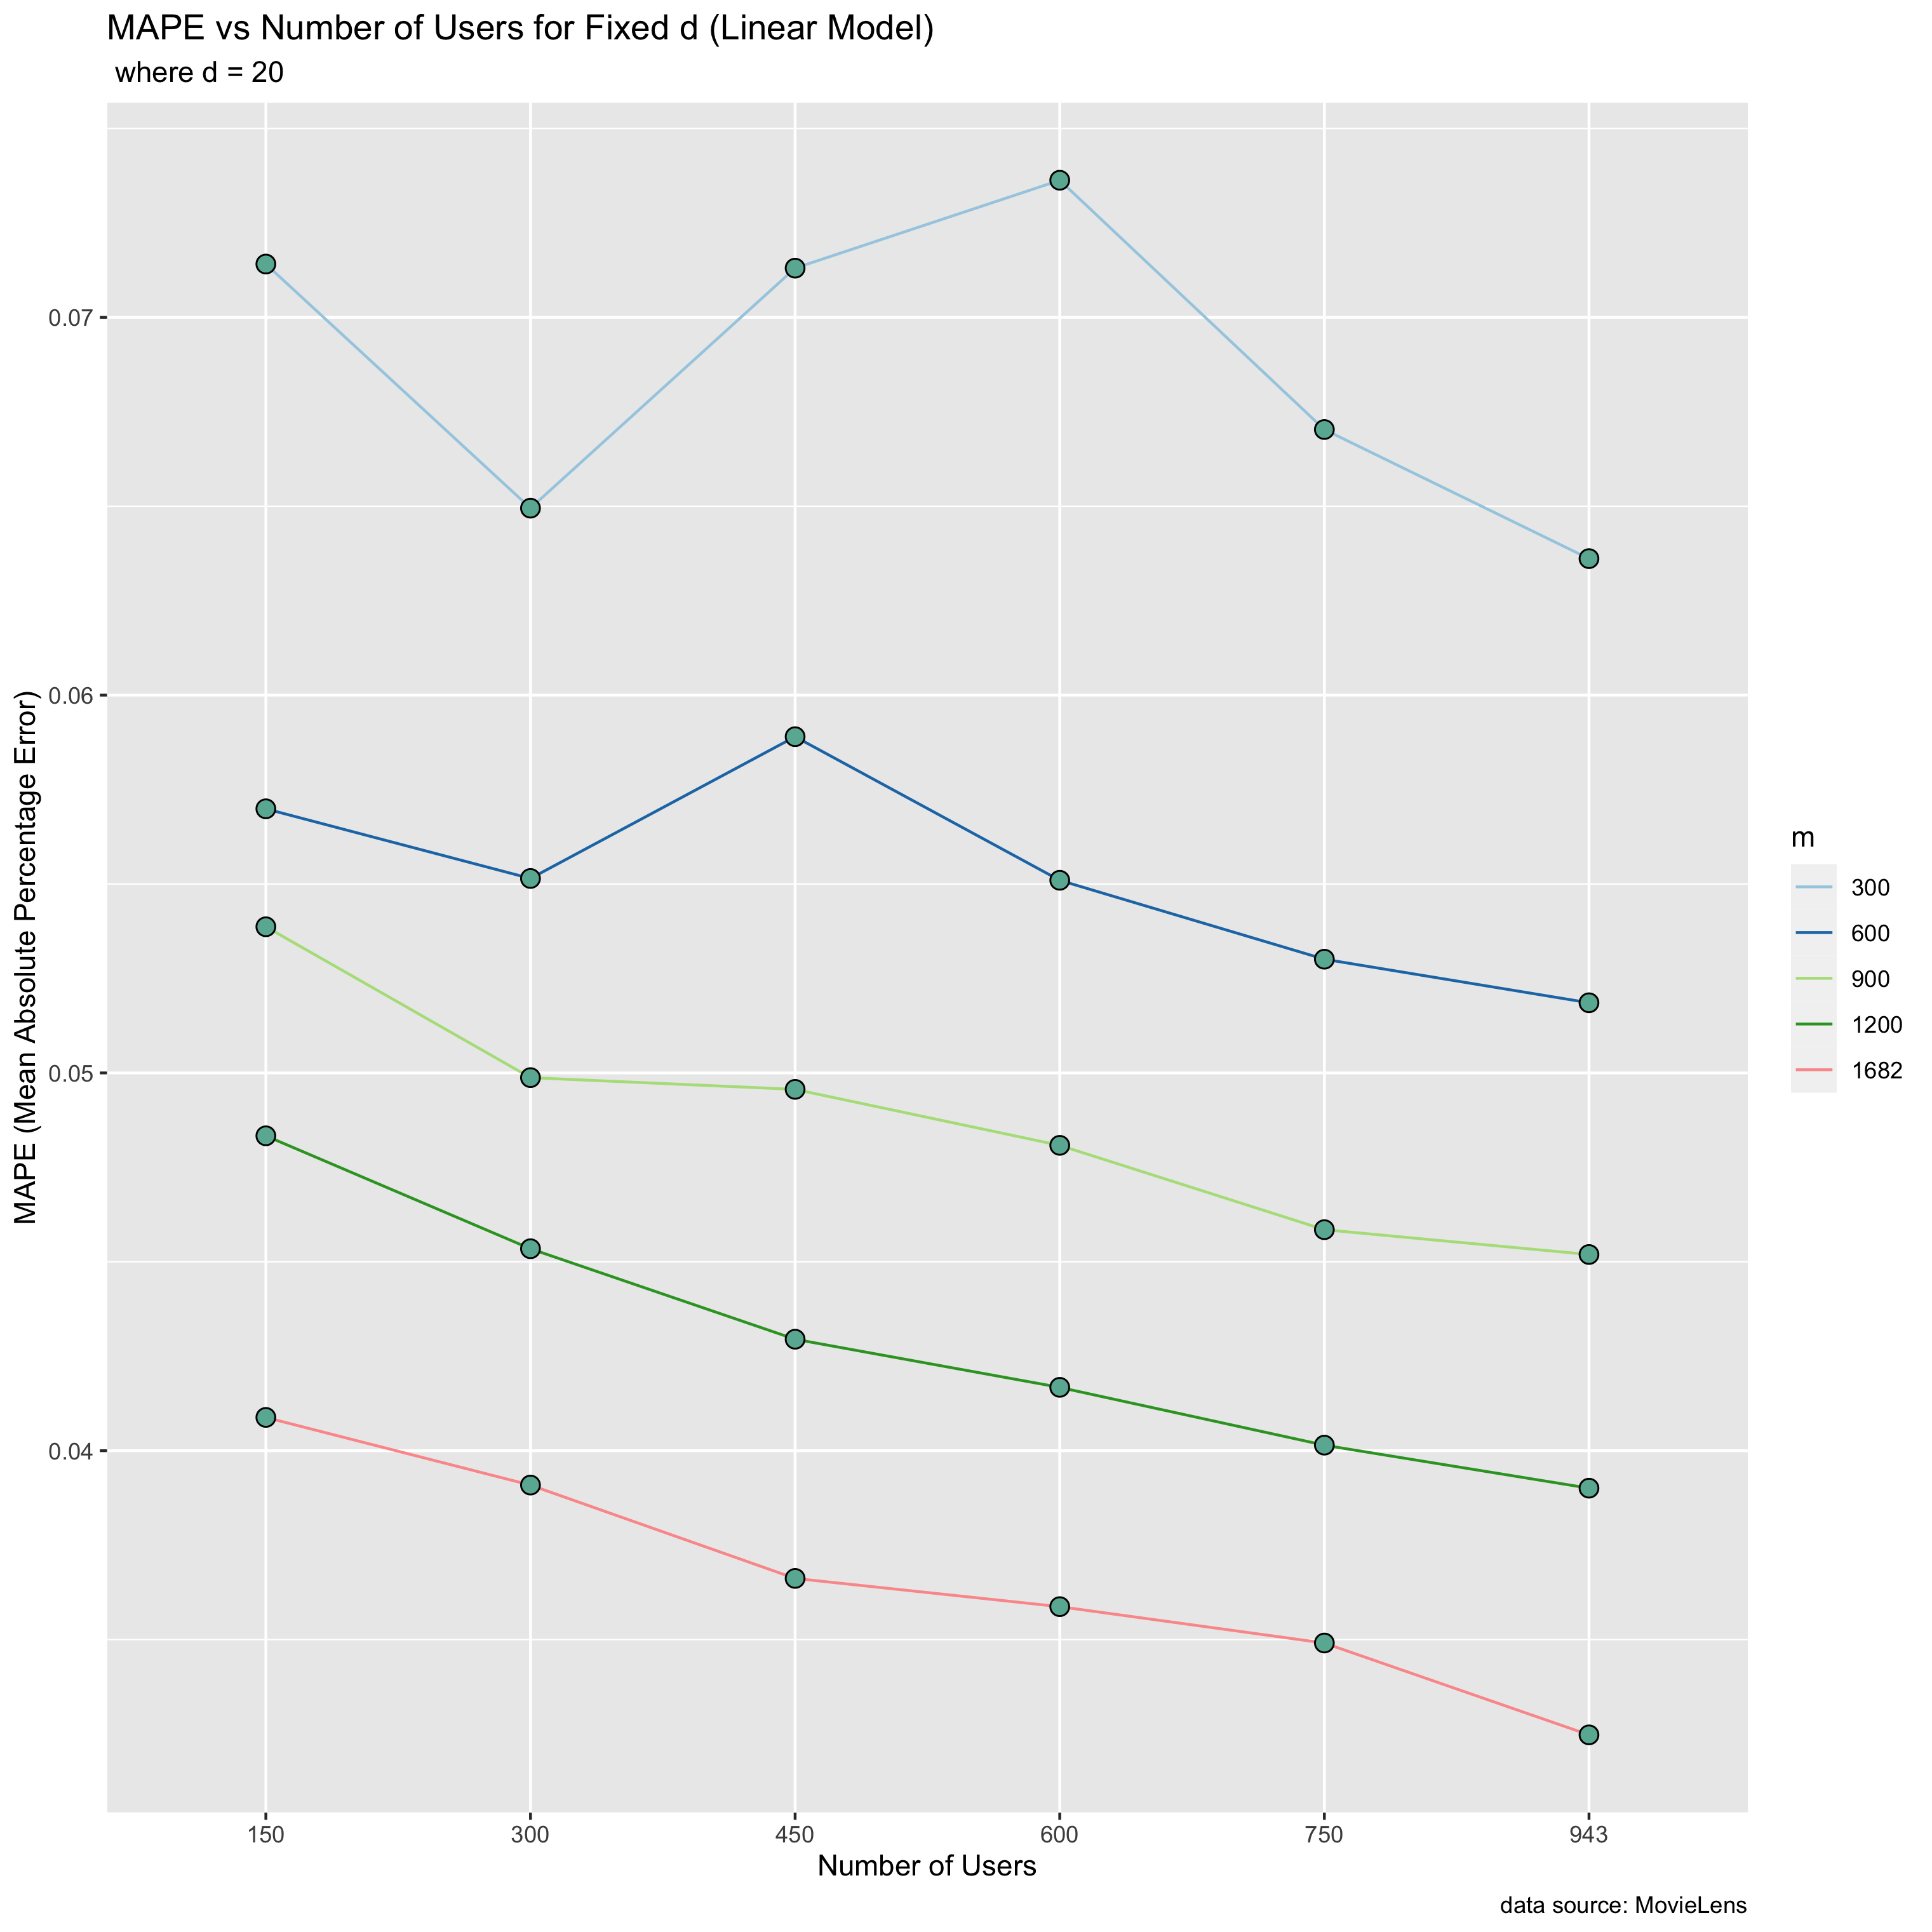 MAPE vs Number of Users for Fixed d (Linear Model)
where d = 20
MAPE (Mean Absolute Percentage Error)
0.07
0.06
0.05
0.04
150 300 450 600 750 943
Number of Users
m
300
600
900
1200
1682
data source: MovieLens